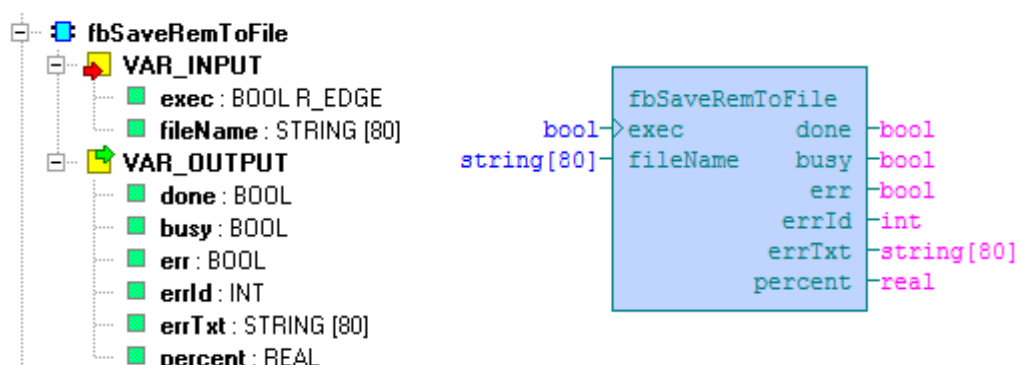 fbSaveRemToFile
VAR_INPUT
exec : BOOL R_EDGE
fileName : STRING [80]
VAR_OUTPUT
done : BOOL
busy : BOOL
err : BOOL
errId : INT
errTxt : STRING [80]
percent : REAL
fbSaveRemToFile
bool exec done bool
string[80] fileName busy bool
err bool
errId int
errTxt string[80]
percent real